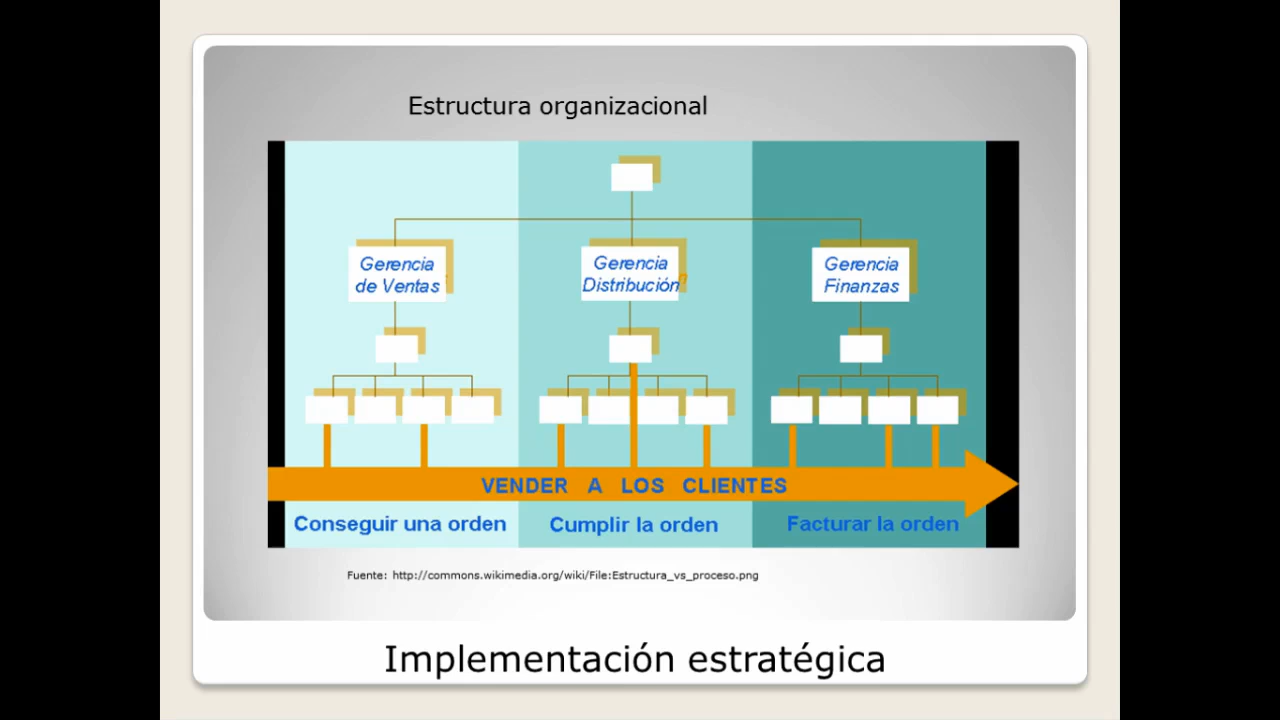 Estructura organizacional
Gerencia
de Ventas
Gerencia
Distribución
Gerencia
Finanzas
VENDER A LOS CLIENTES
Conseguir una orden
Cumplir la orden
Facturar la orden
Fuente: http://commons.wikimedia.org/wiki/File:Estructura_vs_proceso.png
Implementación estratégica